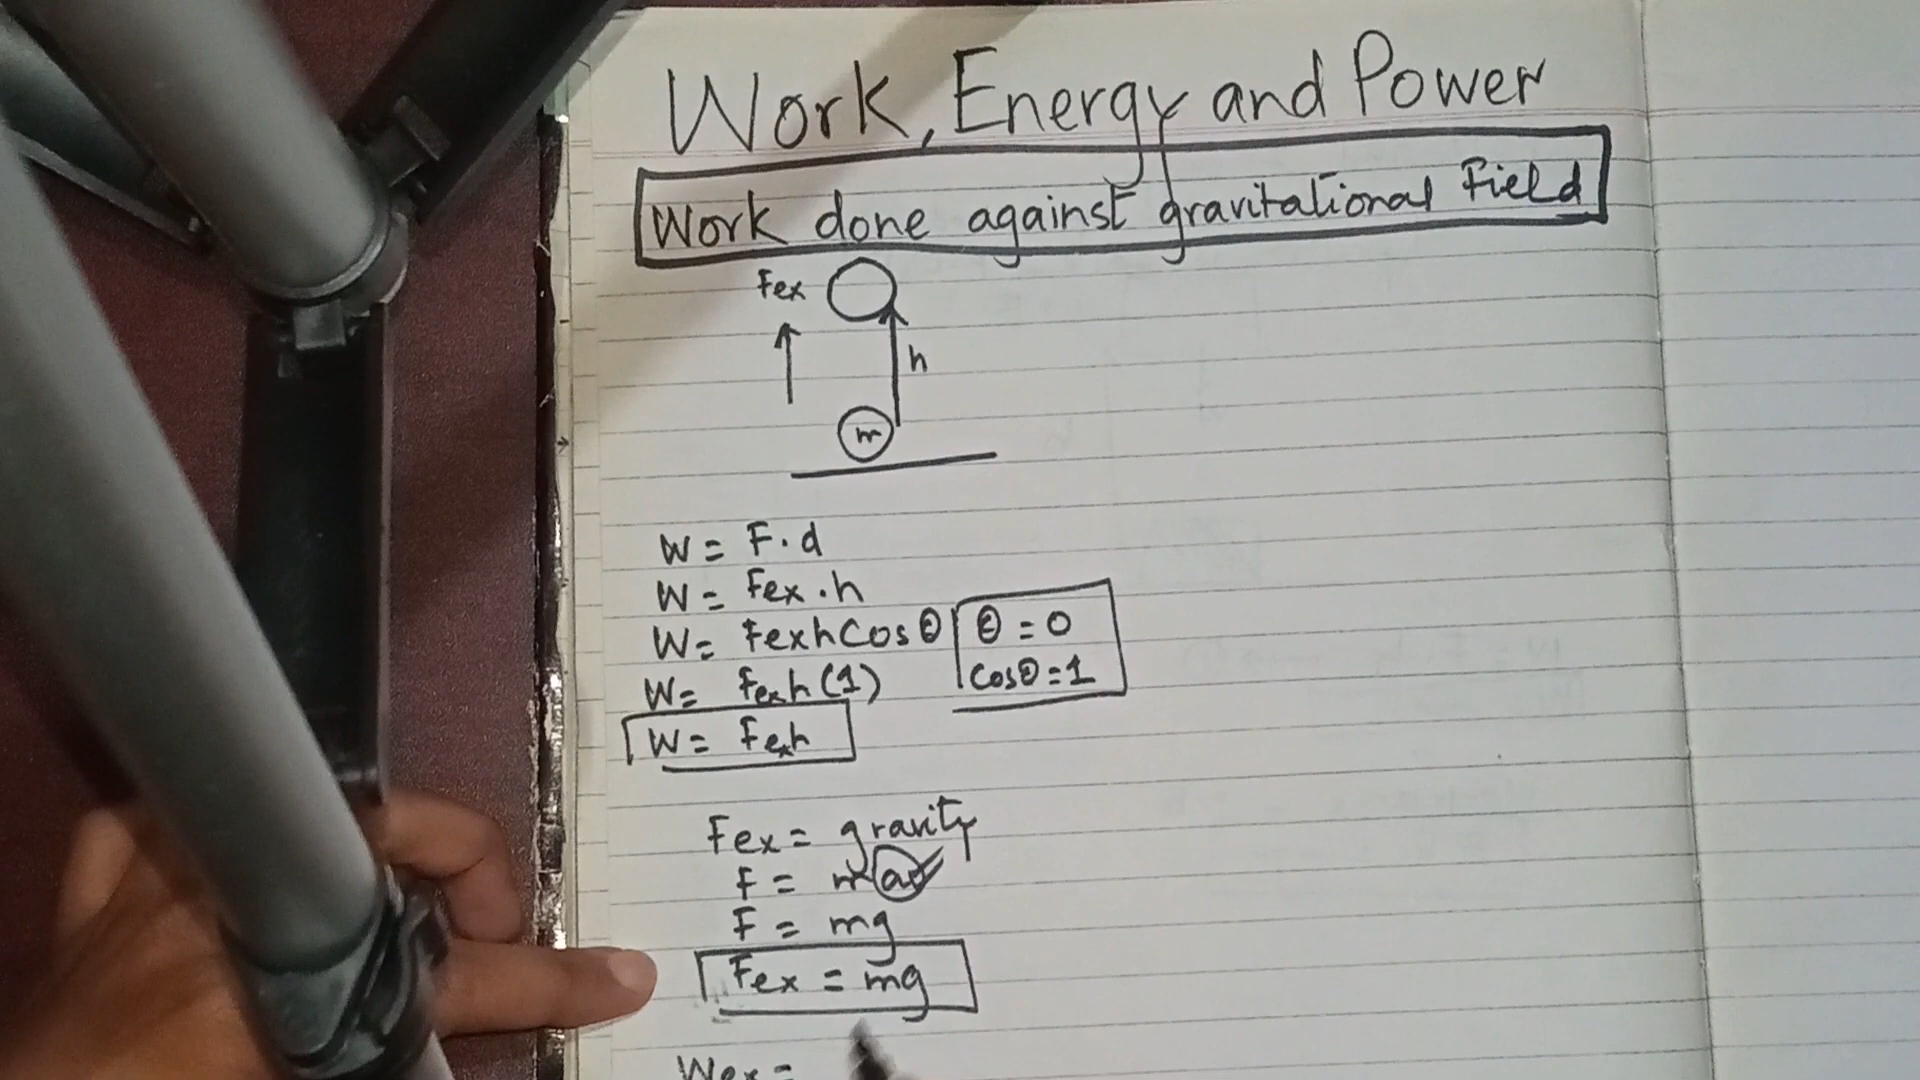 Work, Energy and Power
Work done against gravitational Field
Fex
h
m
W = F.d
W = Fex.h
W = FexhCosθ
θ = 0
Cosθ = 1
W = Fexh(1)
W = Fexh
Fex = gravity
F = ma
F = mg
Fex = mg
Wex =